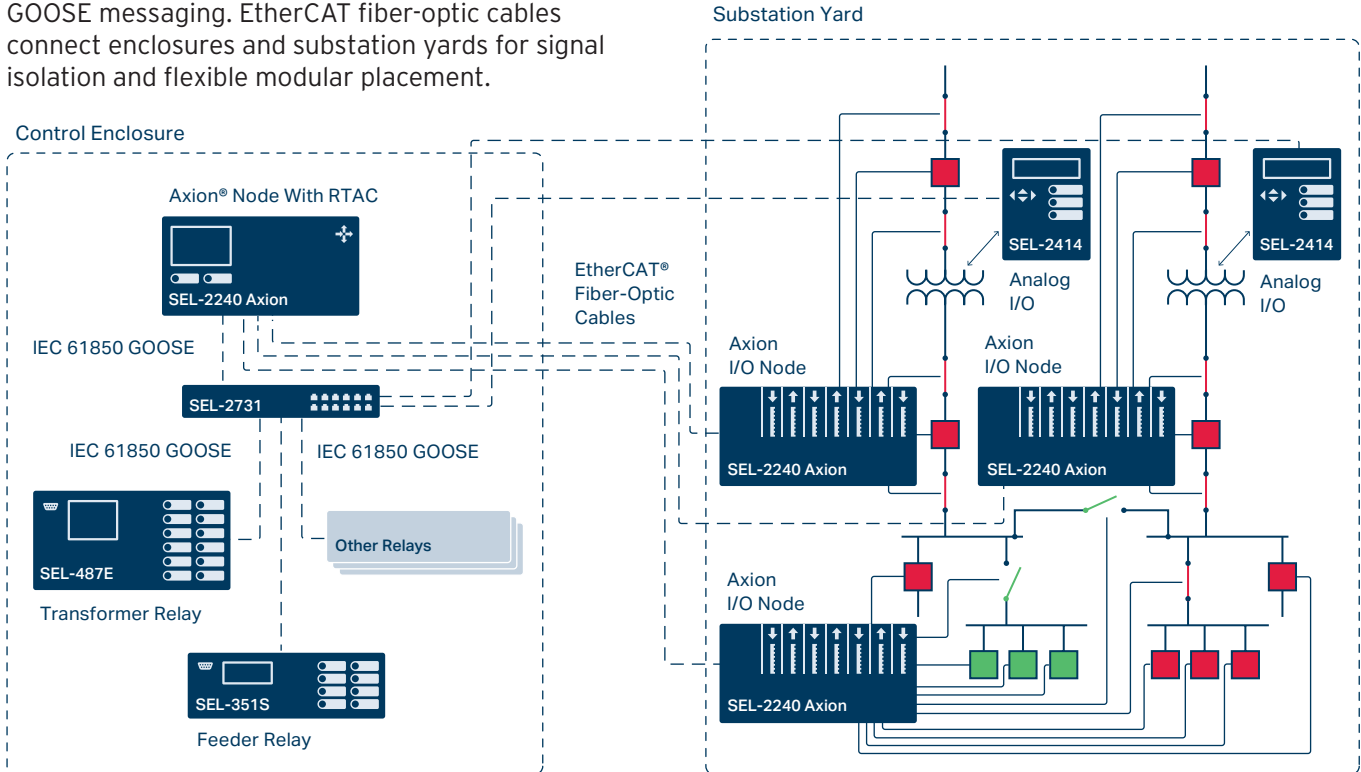 GOOSE messaging. EtherCAT fiber-optic cables
connect enclosures and substation yards for signal
isolation and flexible modular placement.
Control Enclosure
Axion® Node With RTAC
SEL-2240 Axion
IEC 61850 GOOSE
SEL-2731
IEC 61850 GOOSE
IEC 61850 GOOSE
SEL-487E
Transformer Relay
Other Relays
SEL-351S
Feeder Relay
EtherCAT®
Fiber-Optic
Cables
Substation Yard
SEL-2414
Analog
I/O
SEL-2414
Analog
I/O
Axion
I/O Node
SEL-2240 Axion
Axion
I/O Node
SEL-2240 Axion
Axion
I/O Node
SEL-2240 Axion